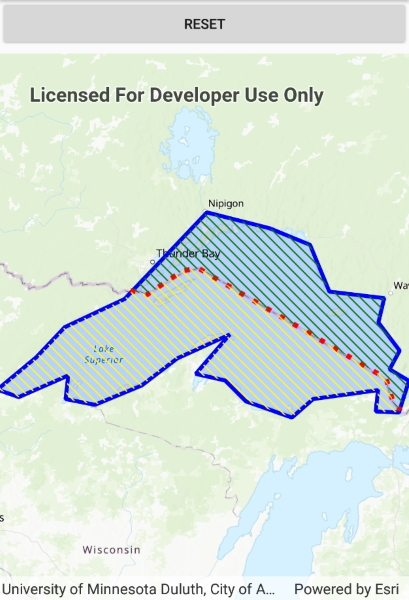 RESET
Licensed For Developer Use Only
Nipigon
Thunder Bay
Lake
Superior
Wisconsin
University of Minnesota Duluth, City of A... Powered by Esri